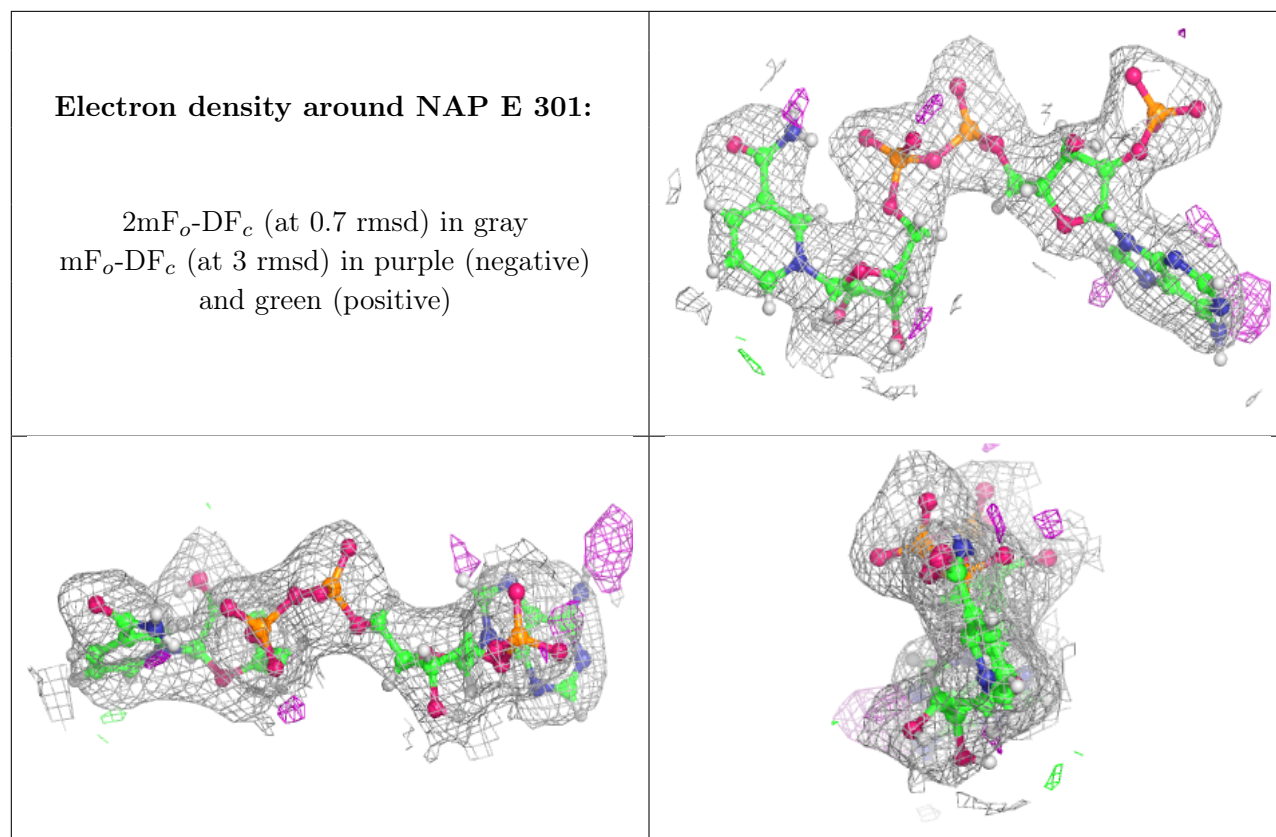 Electron density around NAP E 301:
2mFo-DFc (at 0.7 rmsd) in gray
mFo-DFc (at 3 rmsd) in purple (negative)
and green (positive)